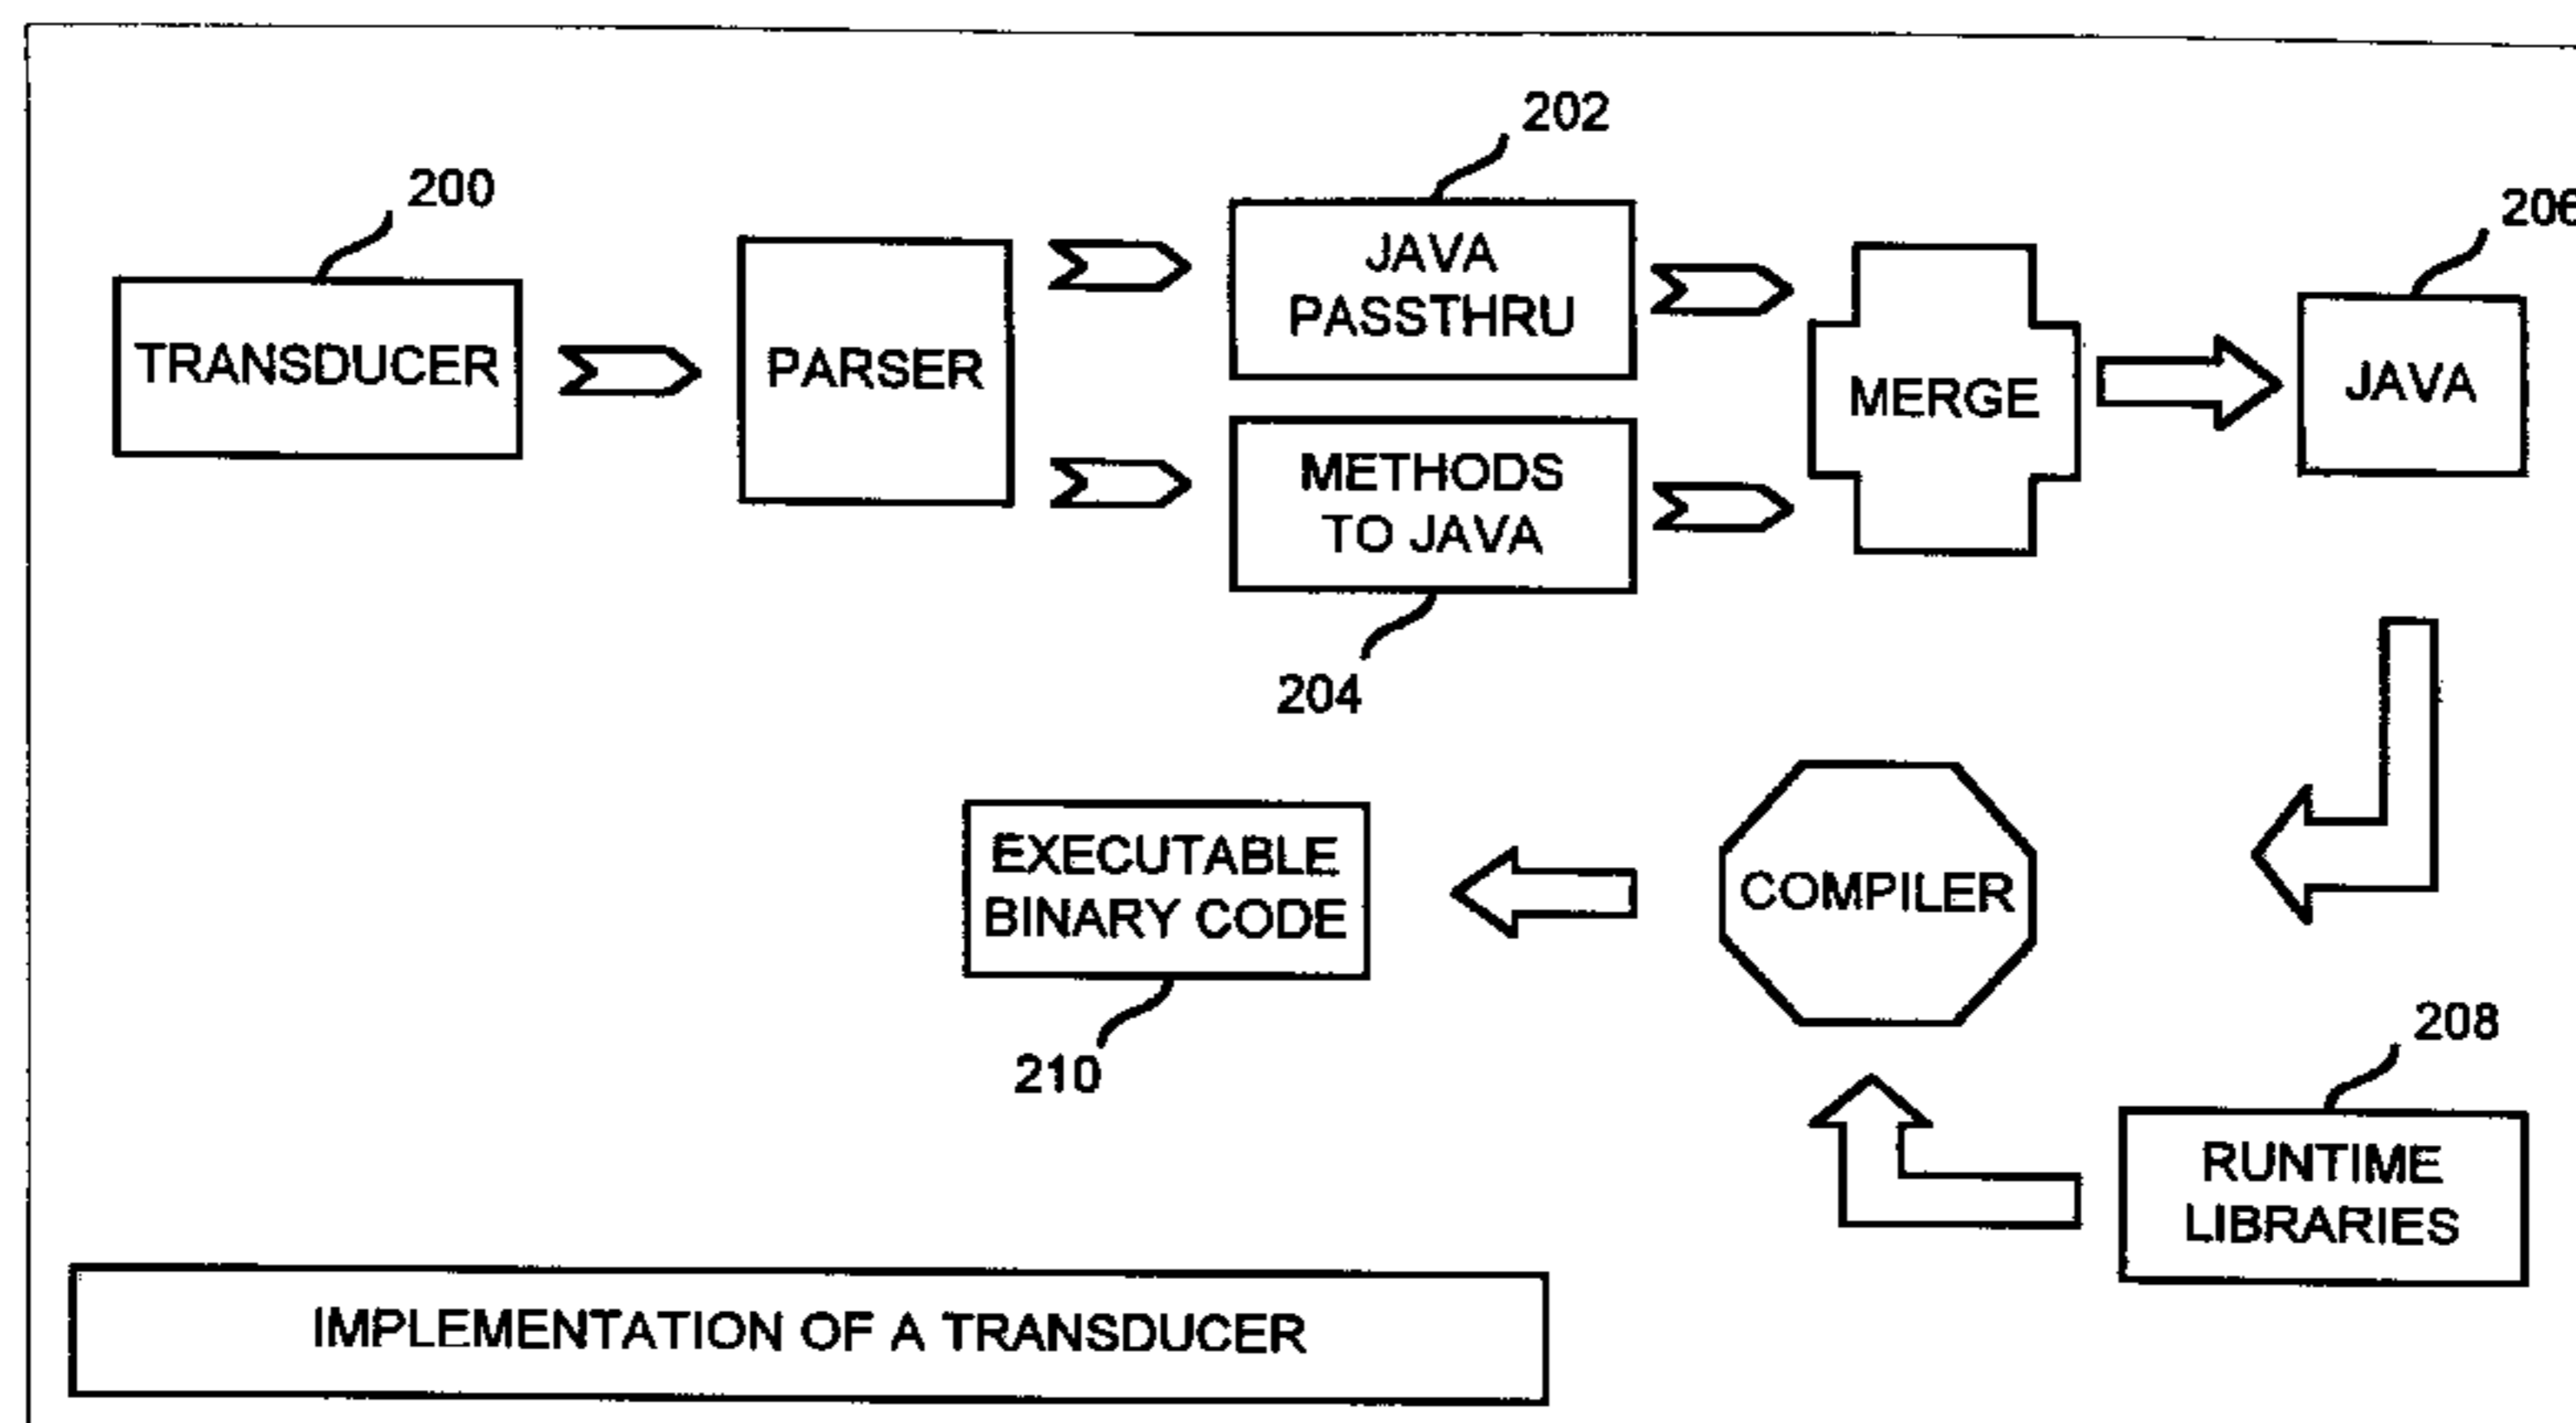 202
200
206
JAVA
PASSTHRU
TRANSDUCER
PARSER
MERGE
JAVA
METHODS
TO JAVA
204
EXECUTABLE
BINARY CODE
COMPILER
210
208
RUNTIME
LIBRARIES
IMPLEMENTATION OF A TRANSDUCER